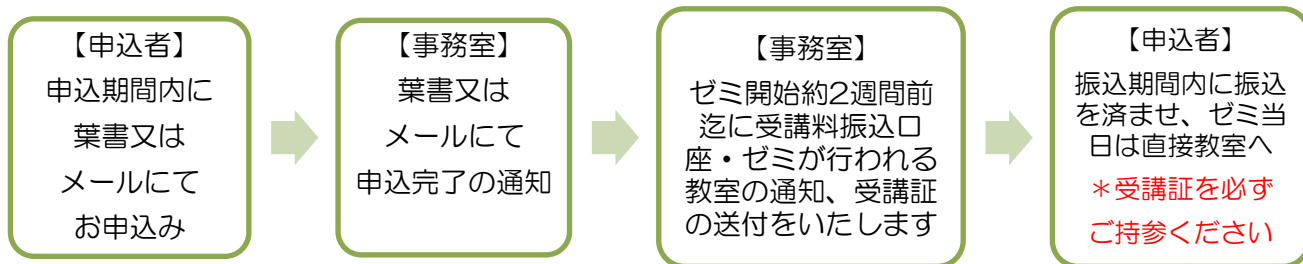 【申込者】
申込期間内に
葉書又は
メールにて
お申込み
【事務室】
葉書又は
メールにて
申込完了の通知
【事務室】
ゼミ開始約2週間前
迄に受講料振込口
座・ゼミが行われる
教室の通知、受講証
の送付をいたします
【申込者】
振込期間内に振込
を済ませ、ゼミ当
日は直接教室へ
＊受講証を必ず
ご持参ください